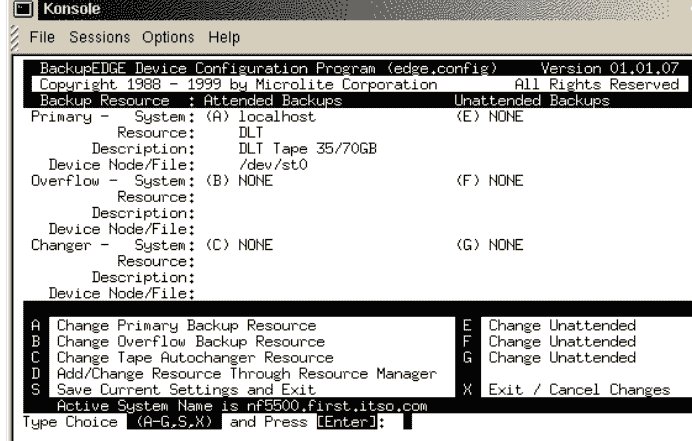 Konsole
File Sessions Options Help
BackupEDGE Device Configuration Program (edge.config) Version 01.01.07
Copyright 1988 - 1999 by Microlite Corporation All Rights Reserved
Backup Resource : Attended Backups Unattended Backups
Primary - System: (A) localhost (E) NONE
Resource: DLT
Description: DLT Tape 35/70GB
Device Node/File: /dev/st0
Overflow - System: (B) NONE (F) NONE
Resource:
Description:
Device Node/File:
Changer - System: (C) NONE (G) NONE
Resource:
Description:
Device Node/File:
A Change Primary Backup Resource E Change Unattended
B Change Overflow Backup Resource F Change Unattended
C Change Tape Autochanger Resource G Change Unattended
D Add/Change Resource Through Resource Manager
S Save Current Settings and Exit X Exit / Cancel Changes
Active System Name is nf5500.first.itso.com
Type Choice (A-G,S,X) and Press [Enter]: